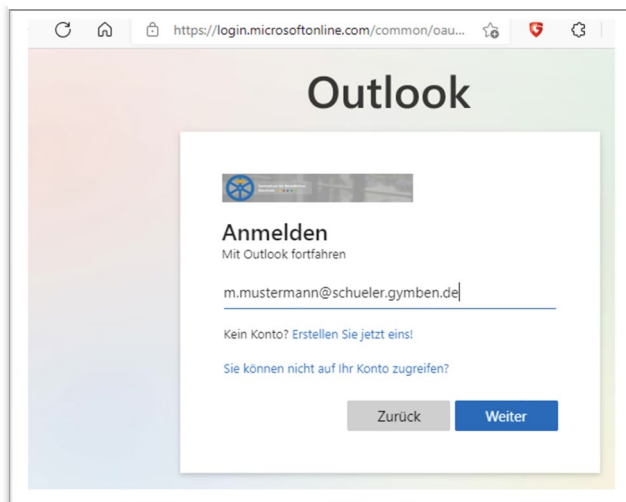 https://login.microsoftonline.com/common/oau...
Outlook
Anmelden
Mit Outlook fortfahren
m.mustermann@schueler.gymben.de
Kein Konto? Erstellen Sie jetzt eins!
Sie können nicht auf Ihr Konto zugreifen?
Zurück Weiter